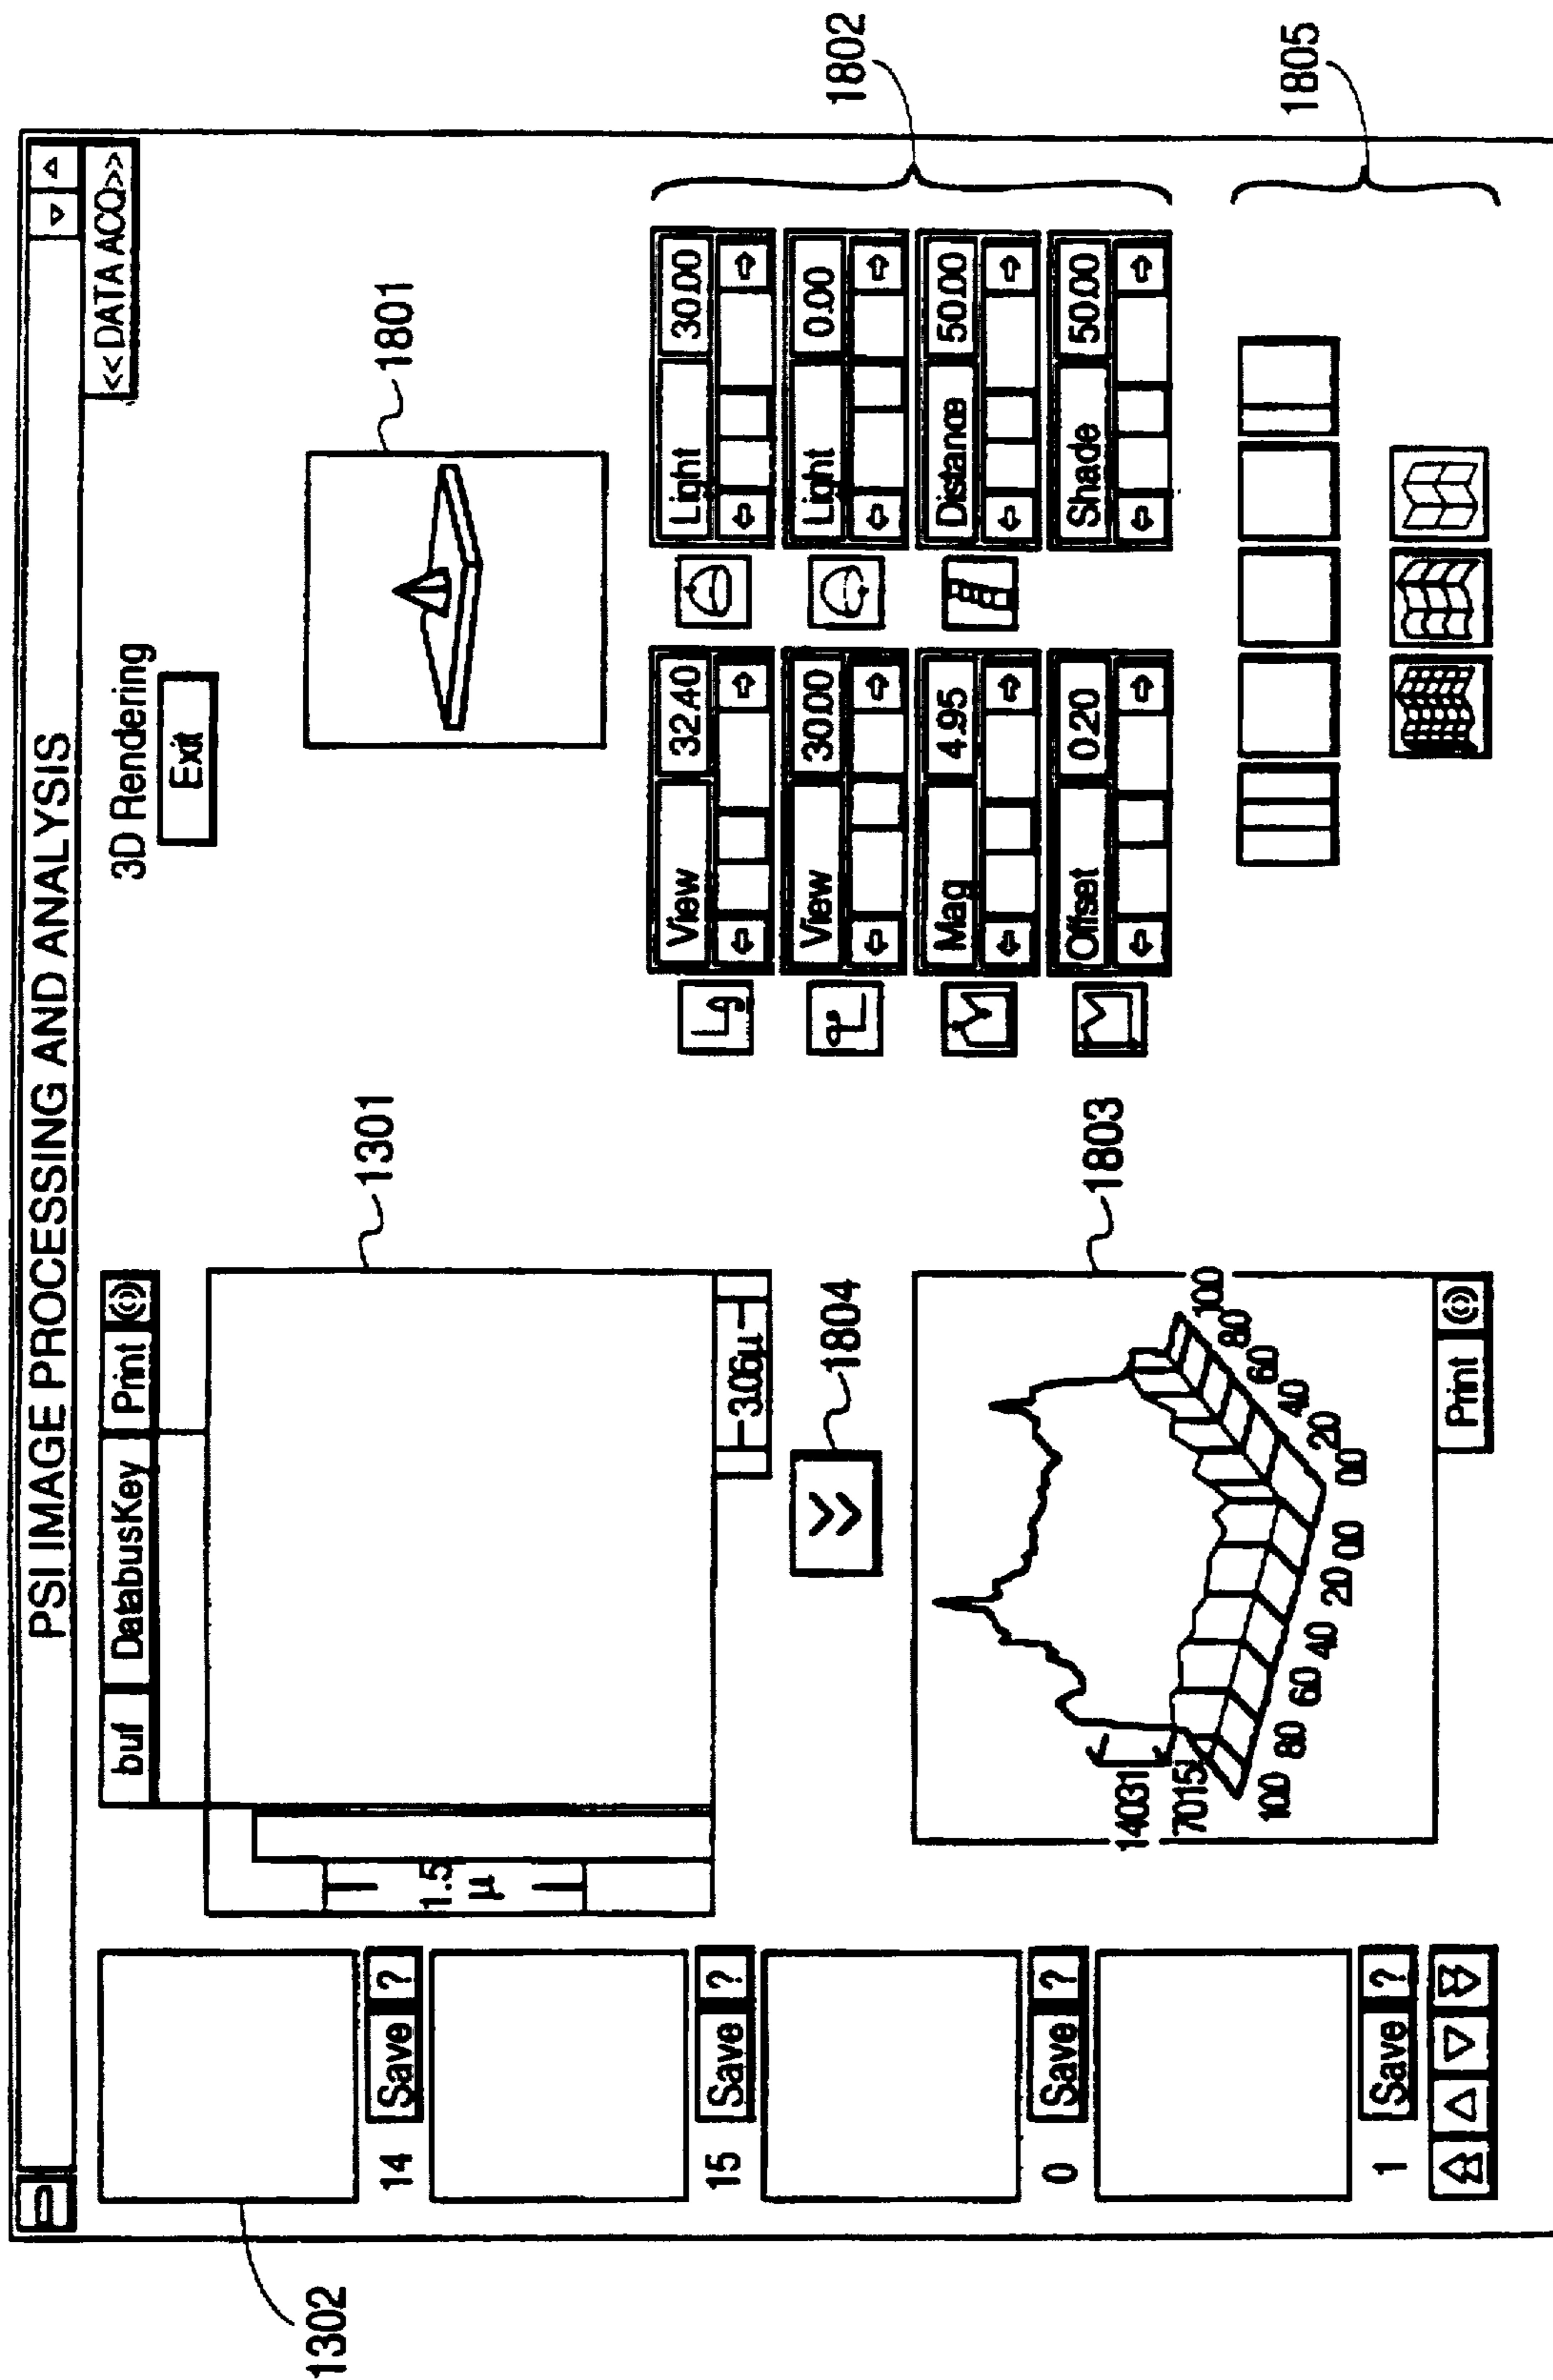 PSI IMAGE PROCESSING AND ANALYSIS
<< DATA ACQ>>
buf DatabusKey Print
3D Rendering
Exit
1302
14 Save ?
15 Save ?
0 Save ?
1 Save ?
1.5
μ
1301
3.06μ
1804
1803
14031
7015
100 80 60 40 20 00
00 20 40 60 80 100
Print
1801
View 32.40
Light 30.00
View 30.00
Light 0.00
Mag 4.95
Distance 50.00
Offset 0.20
Shade 50.00
1802
1805